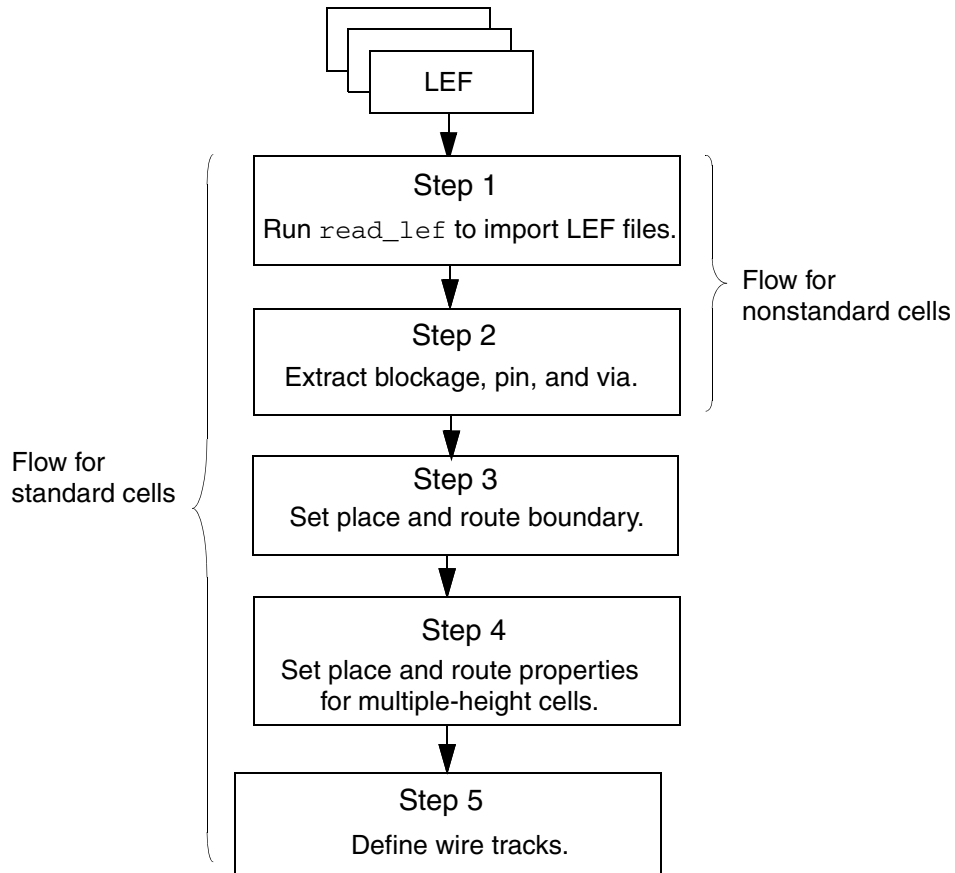 LEF
Step 1
Run read_lef to import LEF files.
Flow for
nonstandard cells
Step 2
Extract blockage, pin, and via.
Flow for
standard cells
Step 3
Set place and route boundary.
Step 4
Set place and route properties
for multiple-height cells.
Step 5
Define wire tracks.